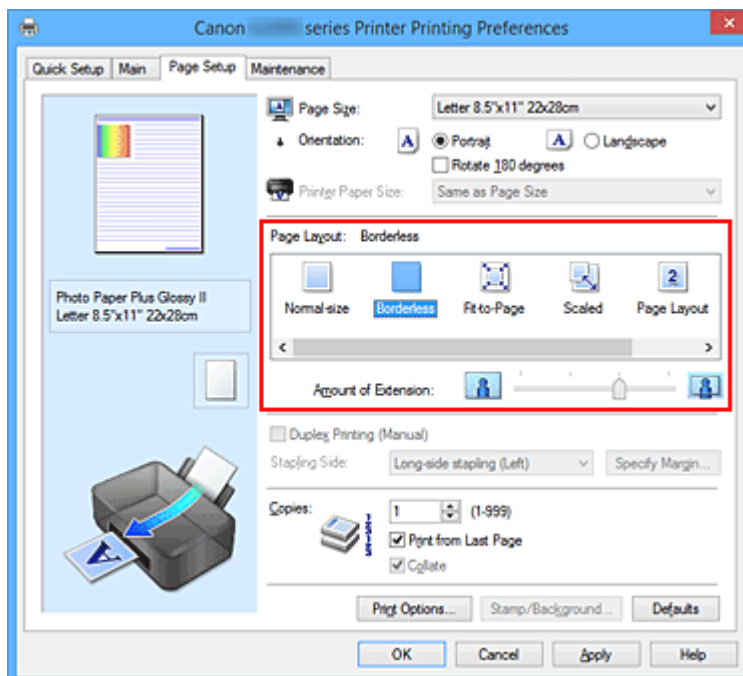 Canon series Printer Printing Preferences
Quick Setup Main Page Setup Maintenance
Page Size: Letter 8.5"x11" 22x28cm
Orientation: A Portrait A Landscape
Rotate 180 degrees
Printer Paper Size: Same as Page Size
Page Layout: Borderless
2
Normal-size Borderless Fit-to-Page Scaled Page Layout
Photo Paper Plus Glossy II
Letter 8.5"x11" 22x28cm
Amount of Extension:
Duplex Printing (Manual)
Stapling Side: Long-side stapling (Left) Specify Margin...
A
Copies: 1 (1-999)
Print from Last Page
Collate
Print Options... Stamp/Background... Defaults
OK Cancel Apply Help